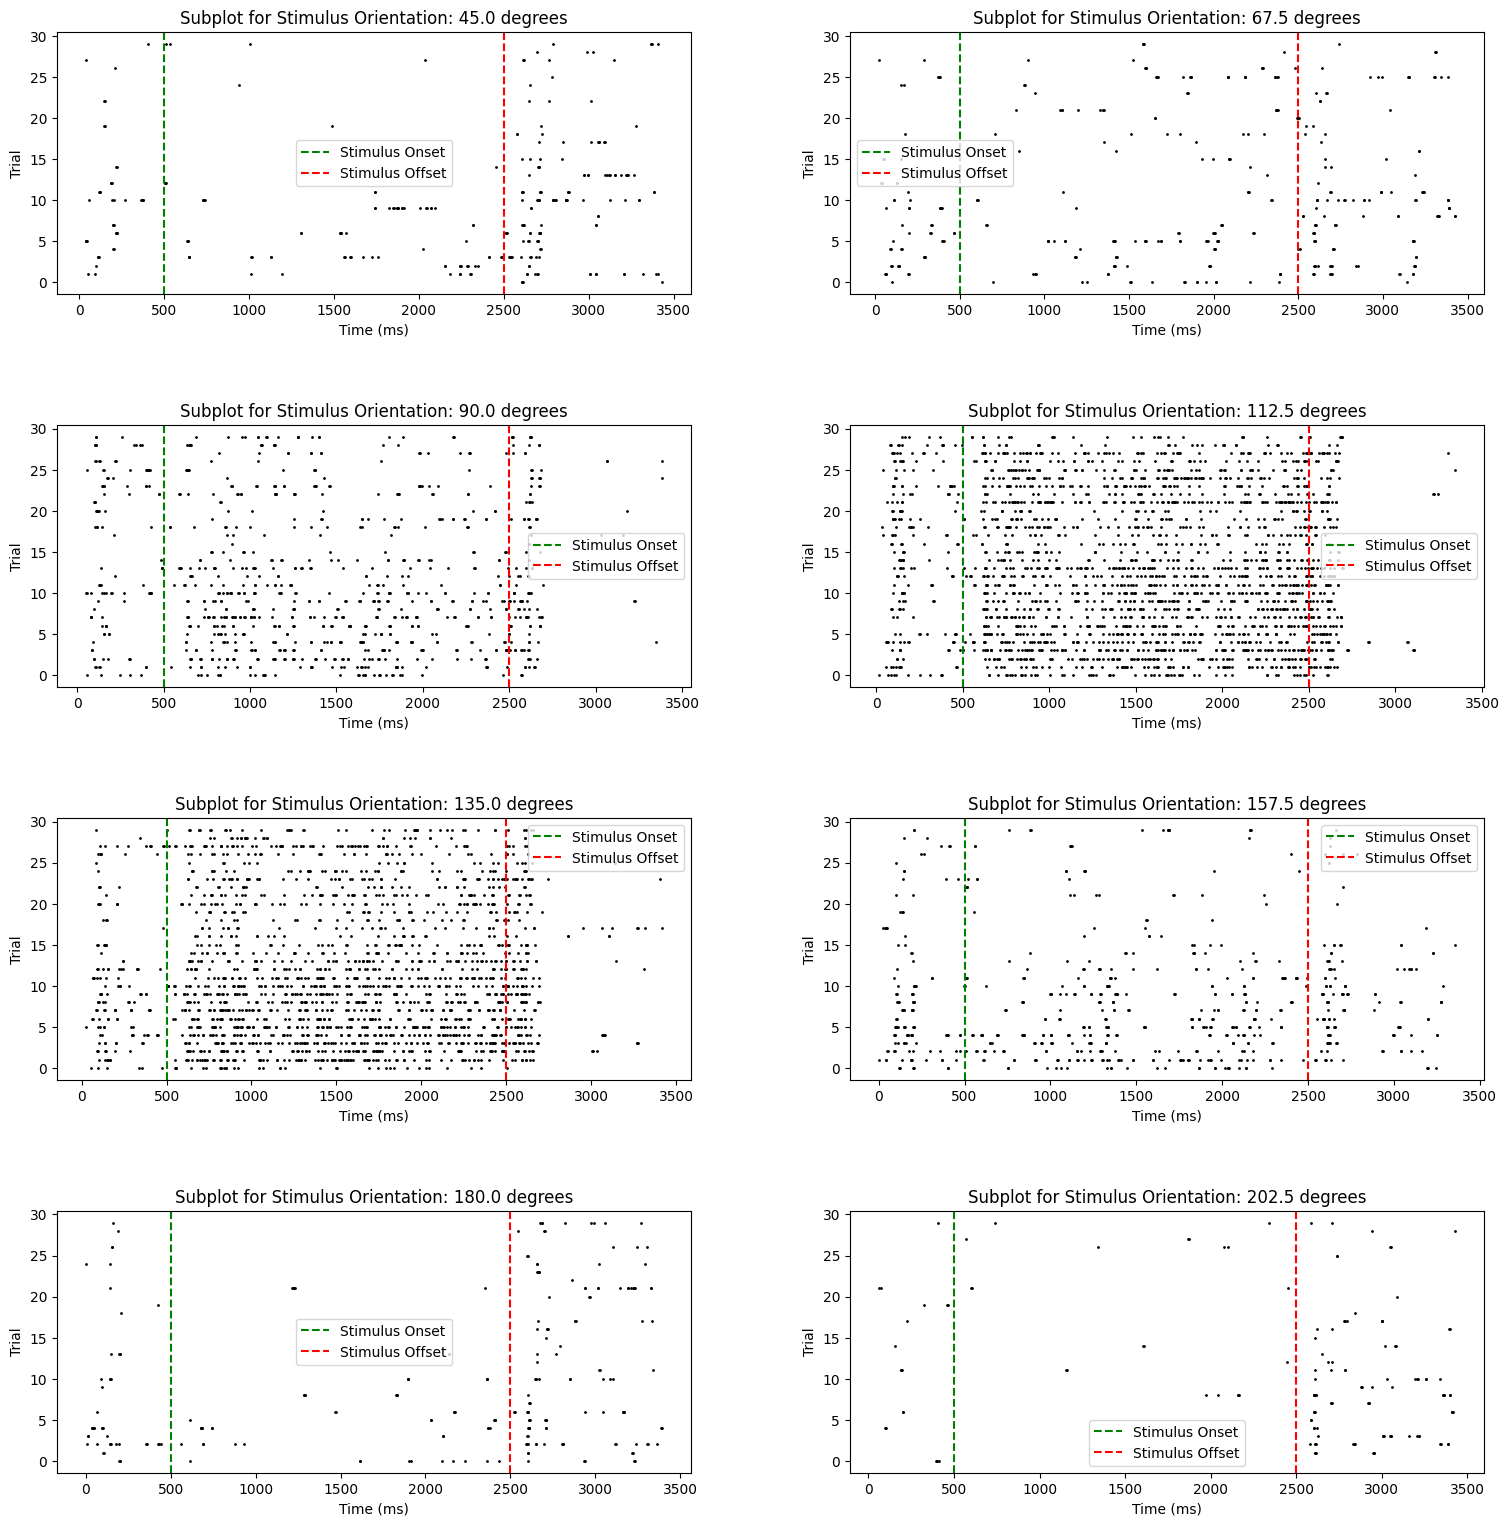 Subplot for Stimulus Orientation: 45.0 degrees
30
25
20
15
10
5
0
Trial
Stimulus Onset
Stimulus Offset
0 500 1000 1500 2000 2500 3000 3500
Time (ms)
Subplot for Stimulus Orientation: 67.5 degrees
30
25
20
15
10
5
0
Trial
Stimulus Onset
Stimulus Offset
0 500 1000 1500 2000 2500 3000 3500
Time (ms)
Subplot for Stimulus Orientation: 90.0 degrees
30
25
20
15
10
5
0
Trial
Stimulus Onset
Stimulus Offset
0 500 1000 1500 2000 2500 3000 3500
Time (ms)
Subplot for Stimulus Orientation: 112.5 degrees
30
25
20
15
10
5
0
Trial
Stimulus Onset
Stimulus Offset
0 500 1000 1500 2000 2500 3000 3500
Time (ms)
Subplot for Stimulus Orientation: 135.0 degrees
30
25
20
15
10
5
0
Trial
Stimulus Onset
Stimulus Offset
0 500 1000 1500 2000 2500 3000 3500
Time (ms)
Subplot for Stimulus Orientation: 157.5 degrees
30
25
20
15
10
5
0
Trial
Stimulus Onset
Stimulus Offset
0 500 1000 1500 2000 2500 3000 3500
Time (ms)
Subplot for Stimulus Orientation: 180.0 degrees
30
25
20
15
10
5
0
Trial
Stimulus Onset
Stimulus Offset
0 500 1000 1500 2000 2500 3000 3500
Time (ms)
Subplot for Stimulus Orientation: 202.5 degrees
30
25
20
15
10
5
0
Trial
Stimulus Onset
Stimulus Offset
0 500 1000 1500 2000 2500 3000 3500
Time (ms)